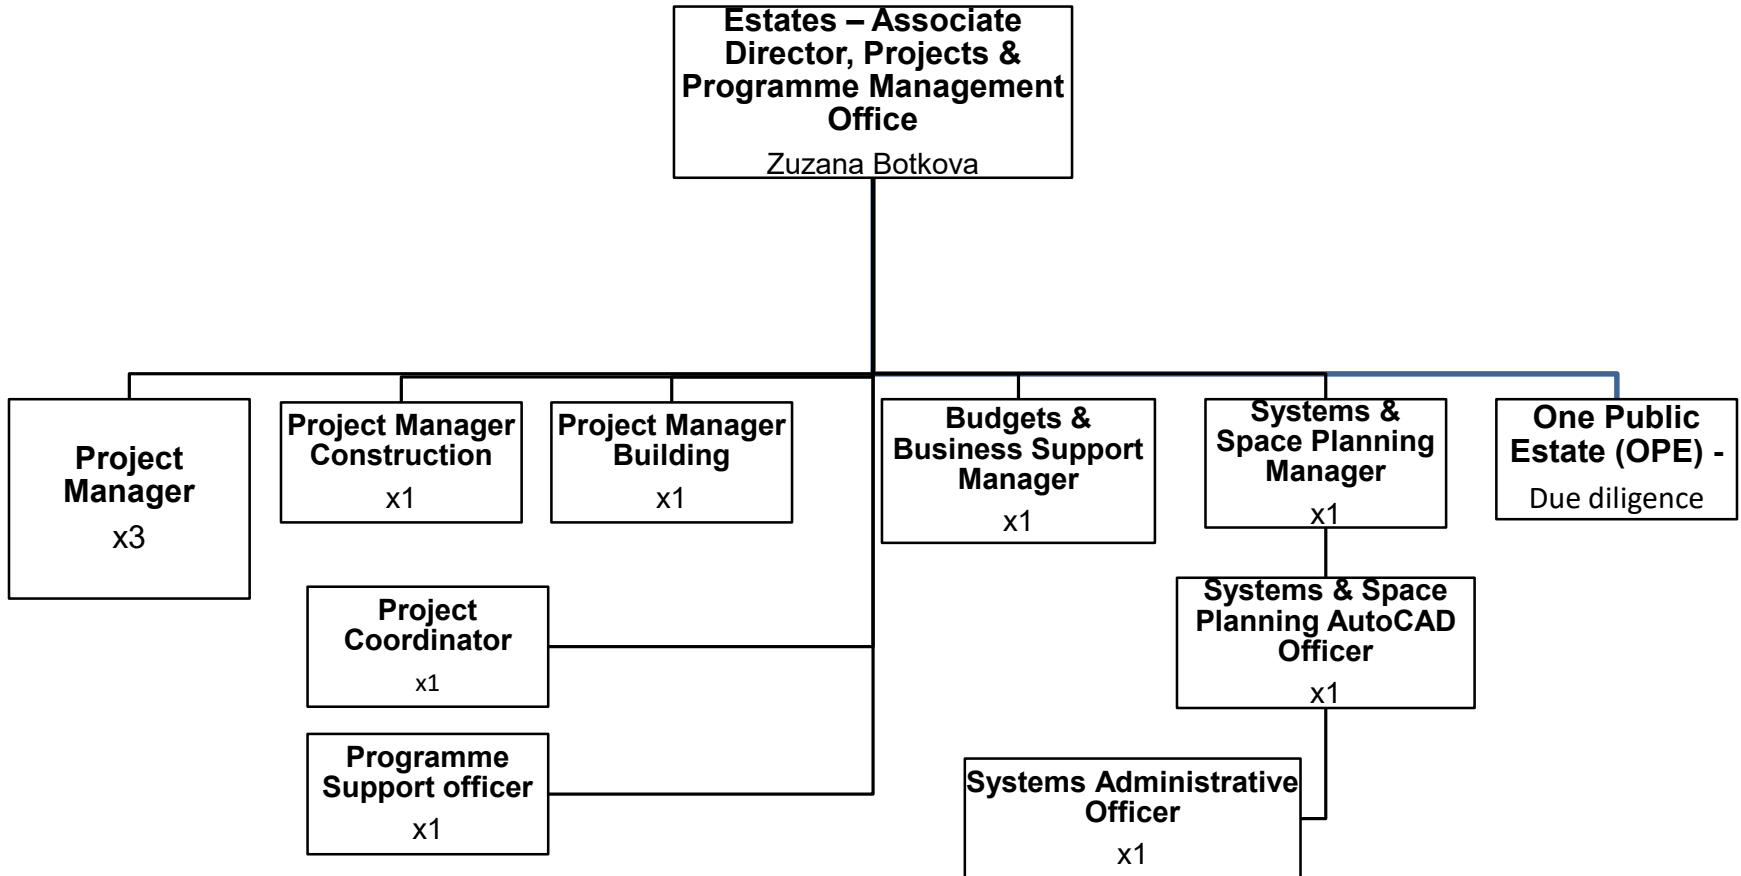 Estates – Associate
Director, Projects &
Programme Management
Office
Zuzana Botkova
Project
Manager
x3
Project Manager
Construction
x1
Project Manager
Building
x1
Budgets &
Business Support
Manager
x1
Systems &
Space Planning
Manager
x1
One Public
Estate (OPE) -
Due diligence
Project
Coordinator
x1
Systems & Space
Planning AutoCAD
Officer
x1
Programme
Support officer
x1
Systems Administrative
Officer
x1